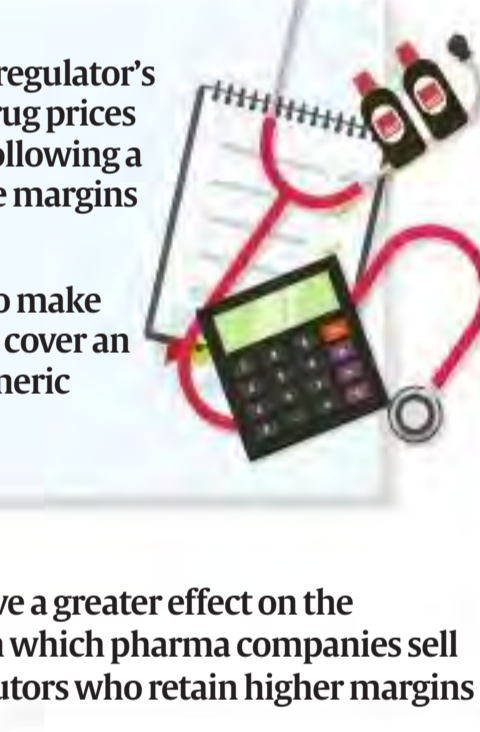 regulator’s
rug prices
ollowing a
e margins
o make
cover an
neric
ve a greater effect on the
n which pharma companies sell
utors who retain higher margins